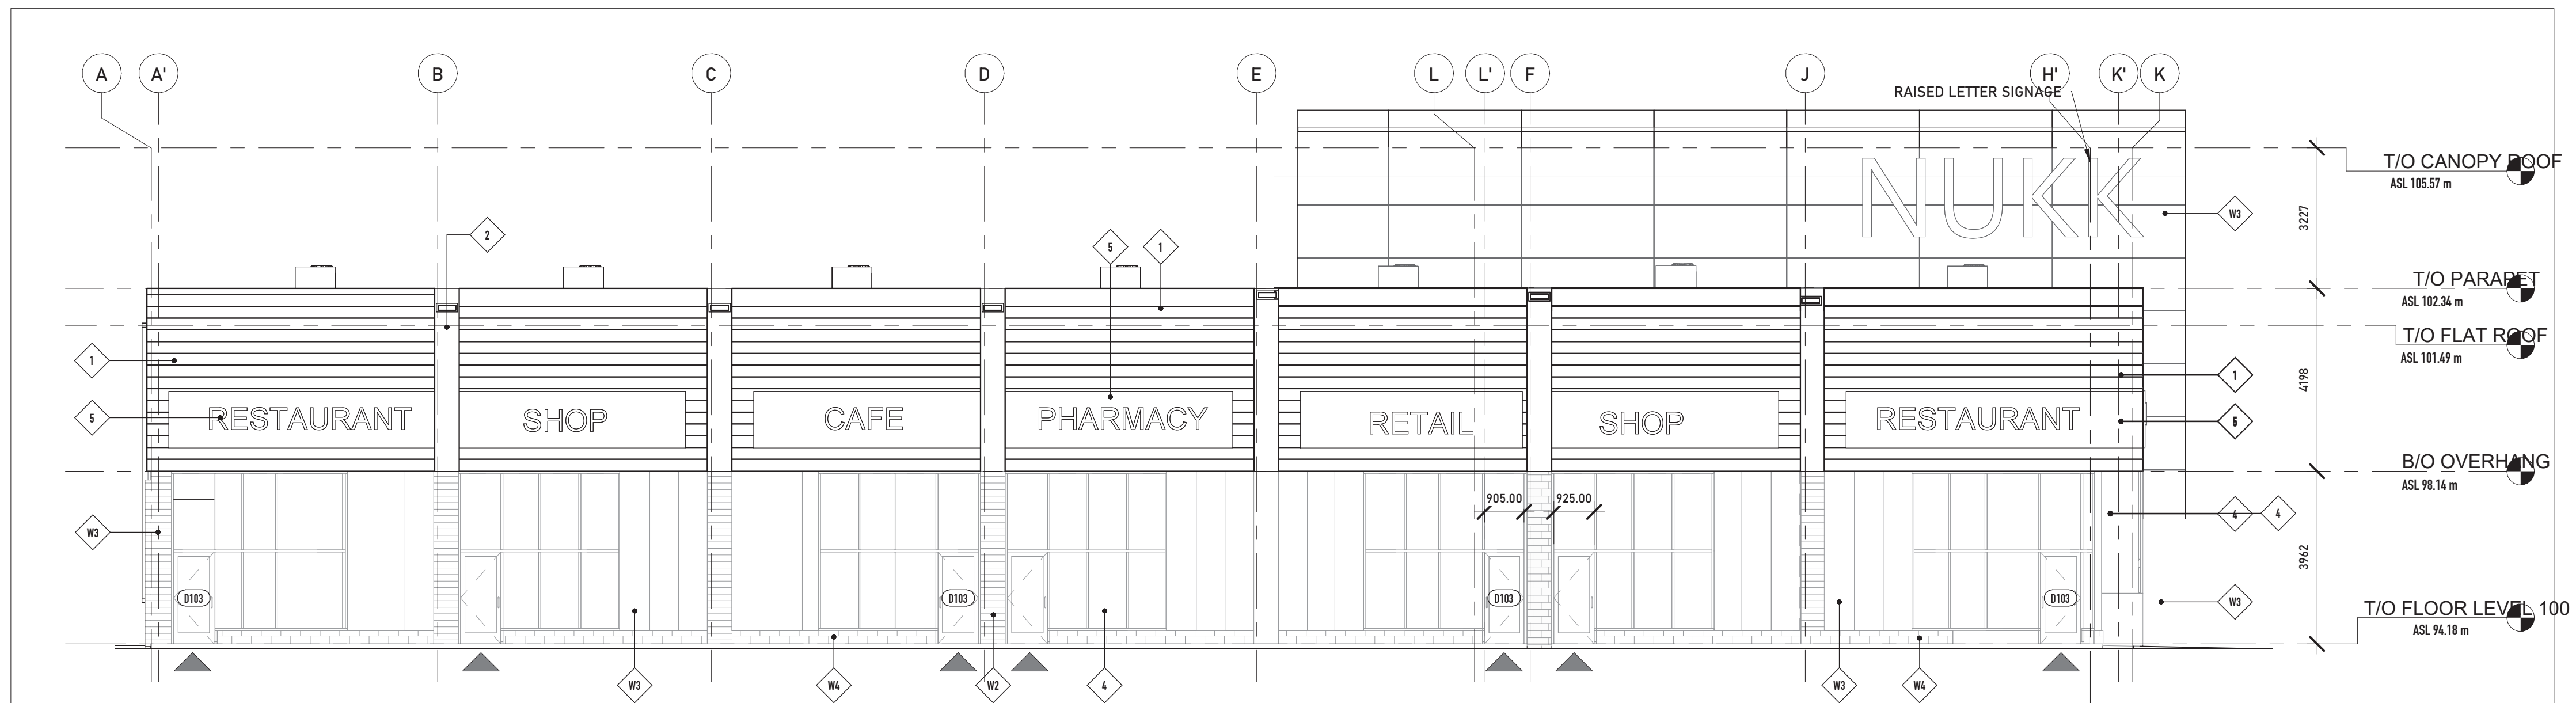 A A' B C D E L L' F J H' K' K
RAISED LETTER SIGNAGE
NUKK
T/O CANOPY ROOF
ASL 105.57 m
3227
W3
2
5 1
T/O PARAPET
ASL 102.34 m
T/O FLAT ROOF
ASL 101.49 m
1
1
4198
5
RESTAURANT SHOP CAFE PHARMACY RETAIL SHOP RESTAURANT
5
B/O OVERHANG
ASL 98.14 m
905.00 925.00
4 4
W3
3962
D103 D103 D103 D103
W3
T/O FLOOR LEVEL 100
ASL 94.18 m
W3 W4 W2 4 W3 W4